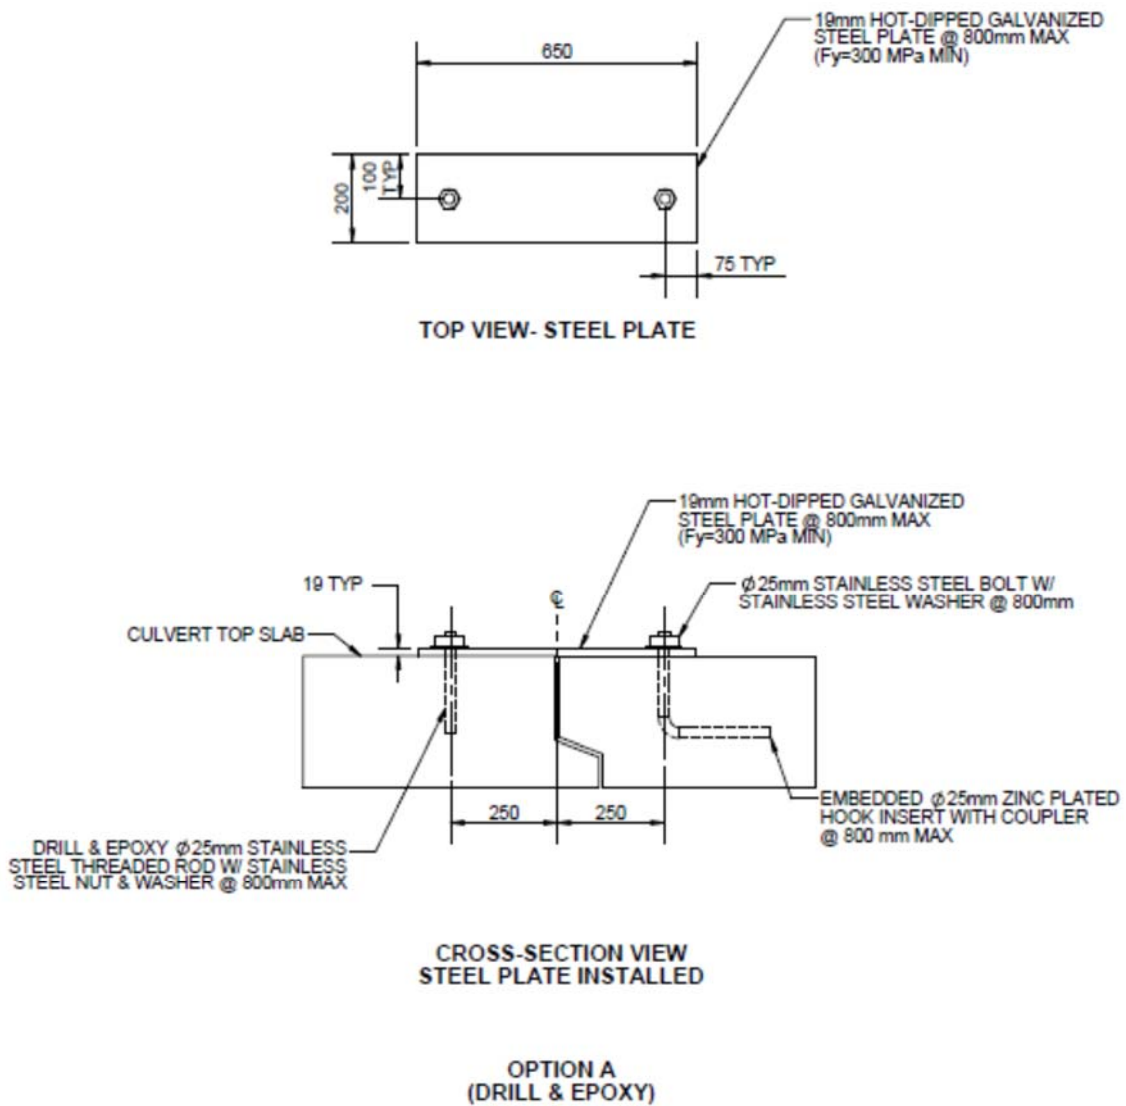 19mm HOT-DIPPED GALVANIZED
STEEL PLATE @ 800mm MAX
(Fy=300 MPa MIN)
650
200
100
TYP
75 TYP
TOP VIEW- STEEL PLATE
19mm HOT-DIPPED GALVANIZED
STEEL PLATE @ 800mm MAX
(Fy=300 MPa MIN)
19 TYP
℄
ϕ25mm STAINLESS STEEL BOLT W/
STAINLESS STEEL WASHER @ 800mm
CULVERT TOP SLAB
250
250
EMBEDDED ϕ25mm ZINC PLATED
HOOK INSERT WITH COUPLER
@ 800 mm MAX
DRILL & EPOXY ϕ25mm STAINLESS
STEEL THREADED ROD W/ STAINLESS
STEEL NUT & WASHER @ 800mm MAX
CROSS-SECTION VIEW
STEEL PLATE INSTALLED
OPTION A
(DRILL & EPOXY)